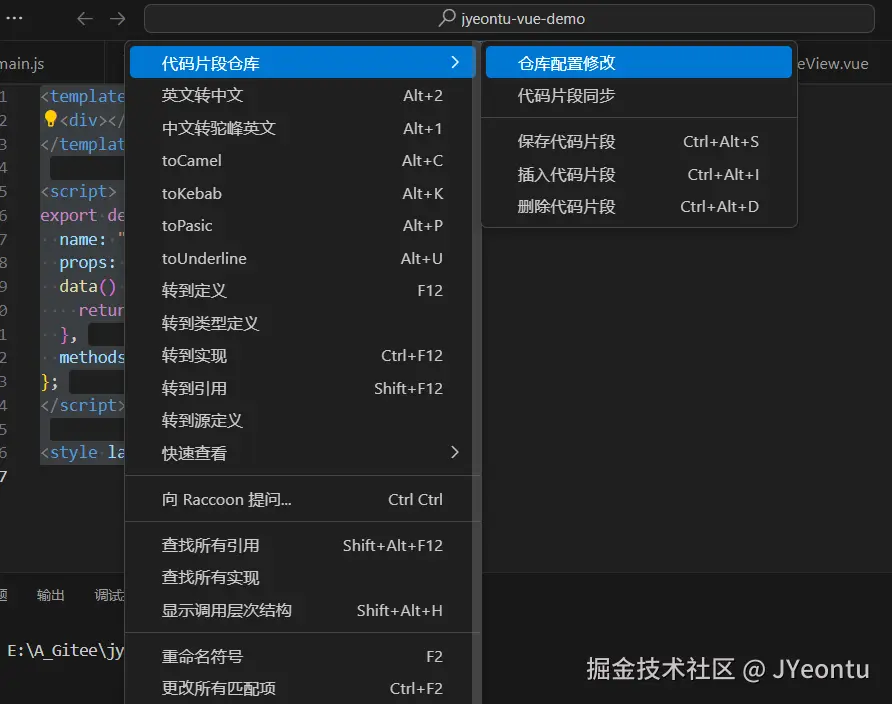 jyeontu-vue-demo
main.js
eView.vue
1 <template
2 <div></
3 </templat
4
5 <script>
6 export de
7 name: "
8 props:
9 data()
0 retur
1 },
2 methods
3 };
4 </script>
5
6 <style la
7
代码片段仓库
英文转中文 Alt+2
中文转驼峰英文 Alt+1
toCamel Alt+C
toKebab Alt+K
toPasic Alt+P
toUnderline Alt+U
转到定义 F12
转到类型定义
转到实现 Ctrl+F12
转到引用 Shift+F12
转到源定义
快速查看
向 Raccoon 提问... Ctrl Ctrl
查找所有引用 Shift+Alt+F12
查找所有实现
显示调用层次结构 Shift+Alt+H
重命名符号 F2
更改所有匹配项 Ctrl+F2
仓库配置修改
代码片段同步
保存代码片段 Ctrl+Alt+S
插入代码片段 Ctrl+Alt+I
删除代码片段 Ctrl+Alt+D
题 输出 调试
E:\A_Gitee\jy
掘金技术社区 @ JYeontu